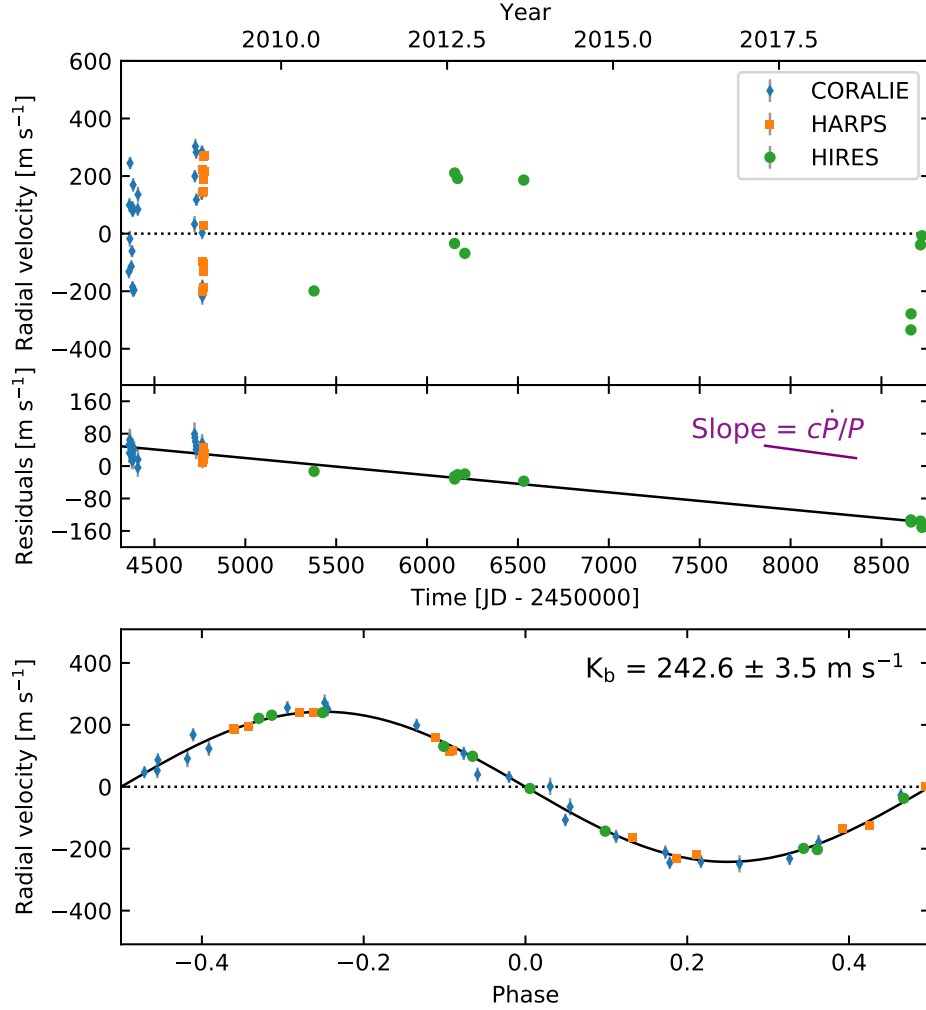 Year
2010.0 2012.5 2015.0 2017.5
600
400
200
0
−200
−400
Radial velocity [m s⁻¹]
CORALIE
HARPS
HIRES
160
80
0
−80
−160
Residuals [m s⁻¹]
Slope = cṖ/P
4500 5000 5500 6000 6500 7000 7500 8000 8500
Time [JD - 2450000]
400
200
0
−200
−400
Radial velocity [m s⁻¹]
K_b = 242.6 ± 3.5 m s⁻¹
−0.4 −0.2 0.0 0.2 0.4
Phase